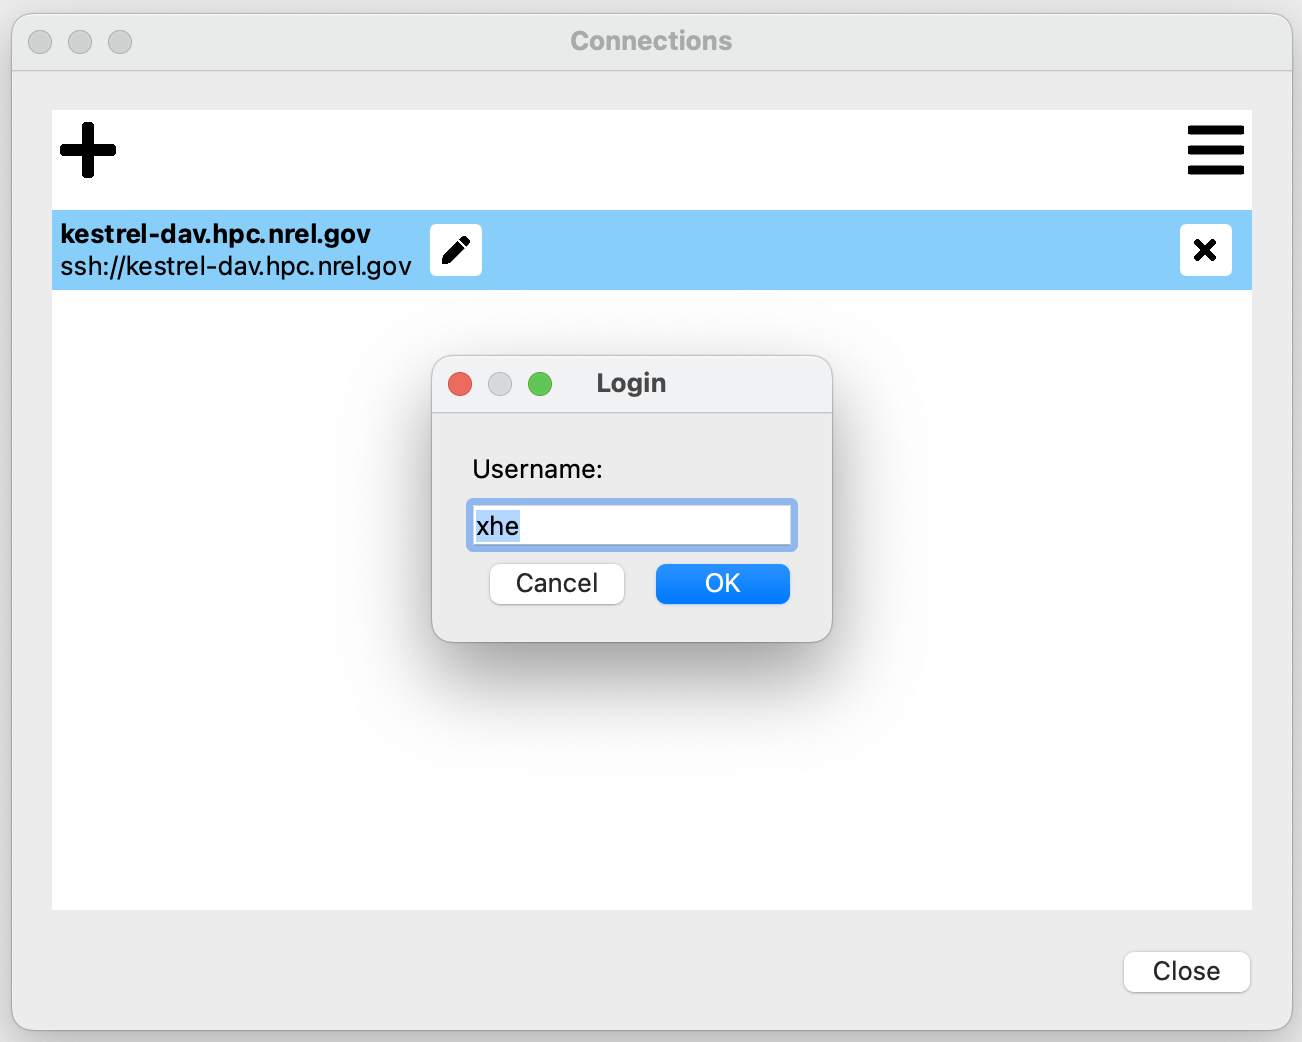 Connections
kestrel-dav.hpc.nrel.gov
ssh://kestrel-dav.hpc.nrel.gov
Login
Username:
xhe
Cancel
OK
Close